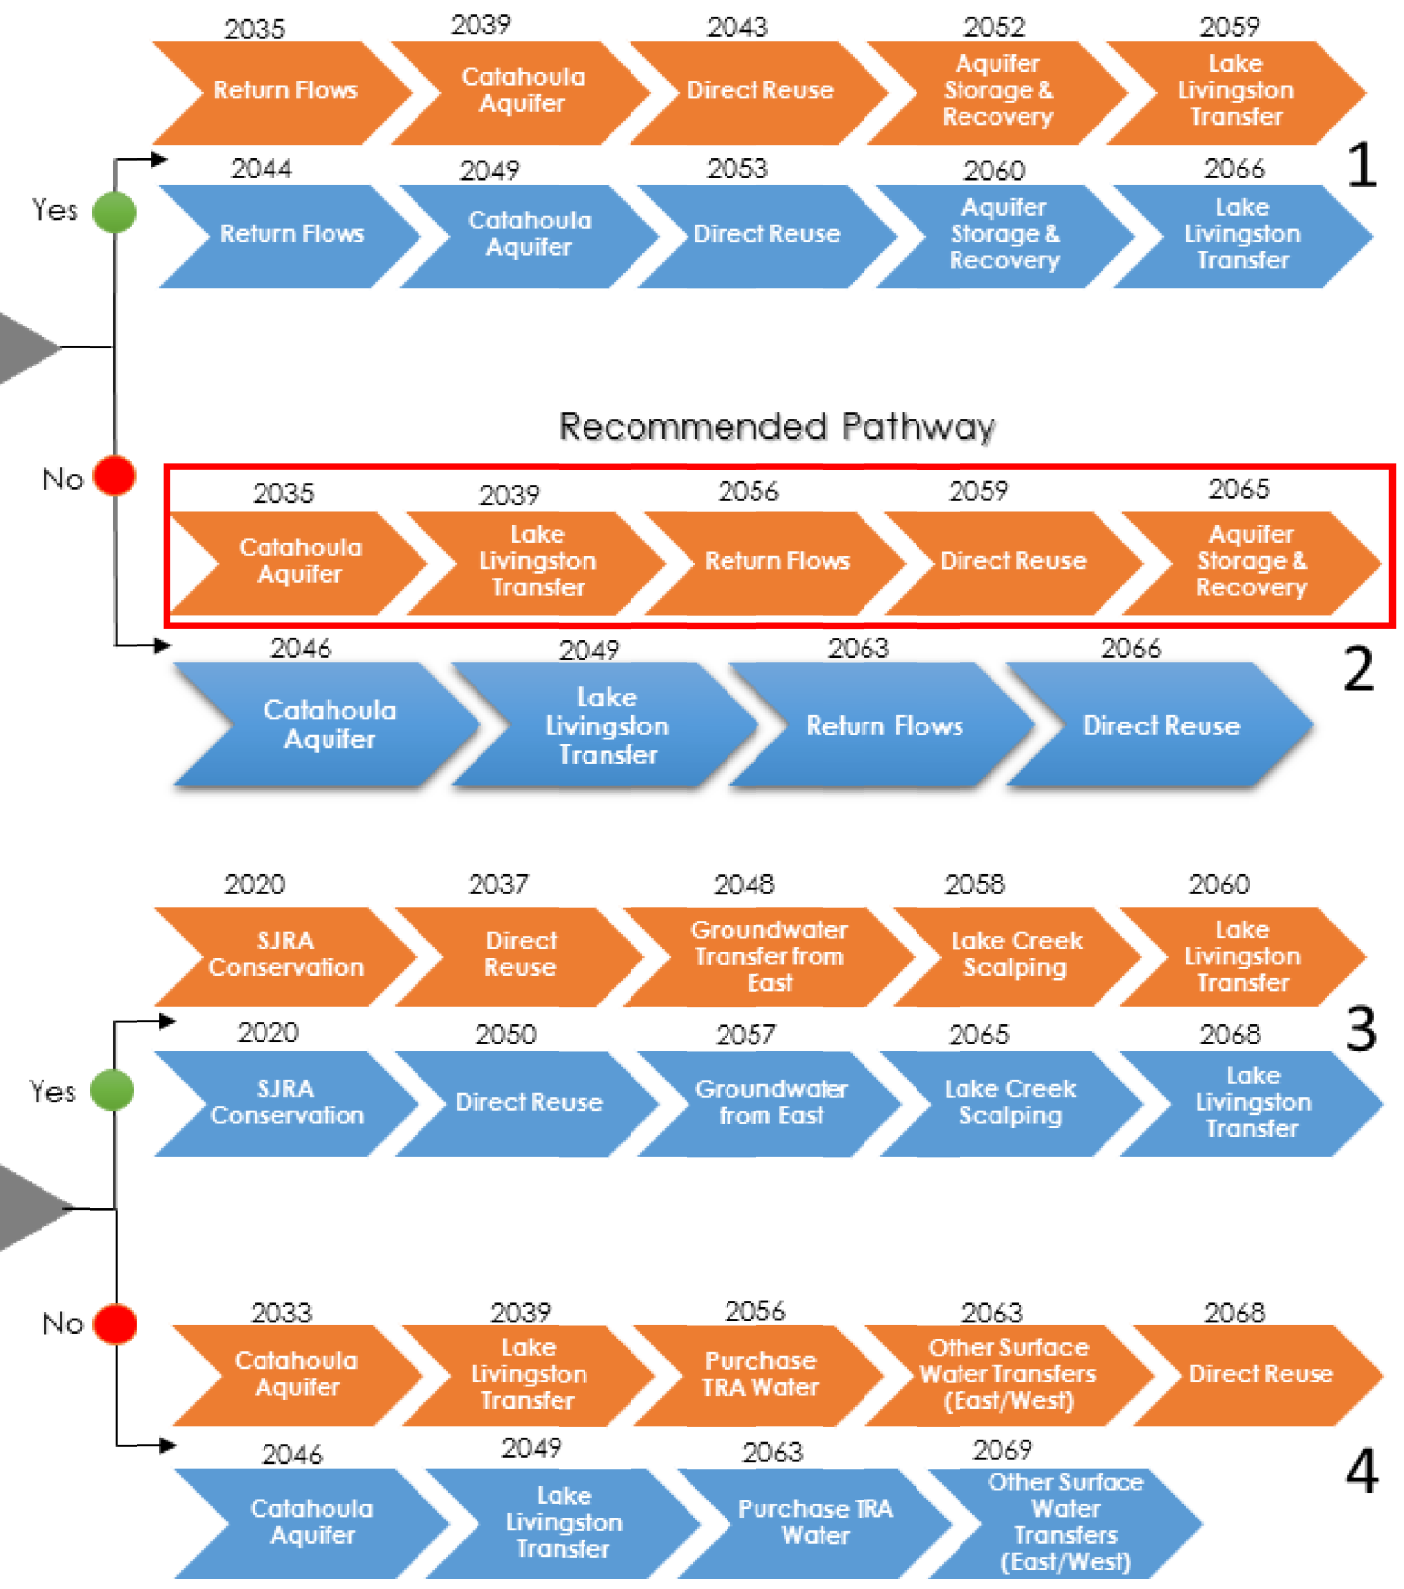 2035 2039 2043 2052 2059
Return Flows
Catahoula
Aquifer
Direct Reuse
Aquifer
Storage &
Recovery
Lake
Livingston
Transfer
1
Yes
2044 2049 2053 2060 2066
Return Flows
Catahoula
Aquifer
Direct Reuse
Aquifer
Storage &
Recovery
Lake
Livingston
Transfer
Recommended Pathway
No
2035 2039 2056 2059 2065
Catahoula
Aquifer
Lake
Livingston
Transfer
Return Flows
Direct Reuse
Aquifer
Storage &
Recovery
2
2046 2049 2063 2066
Catahoula
Aquifer
Lake
Livingston
Transfer
Return Flows
Direct Reuse
2020 2037 2048 2058 2060
SJRA
Conservation
Direct
Reuse
Groundwater
Transfer from
East
Lake Creek
Scalping
Lake
Livingston
Transfer
3
Yes
2020 2050 2057 2065 2068
SJRA
Conservation
Direct Reuse
Groundwater
from East
Lake Creek
Scalping
Lake
Livingston
Transfer
No
2033 2039 2056 2063 2068
Catahoula
Aquifer
Lake
Livingston
Transfer
Purchase
TRA Water
Other Surface
Water Transfers
(East/West)
Direct Reuse
4
2046 2049 2063 2069
Catahoula
Aquifer
Lake
Livingston
Transfer
Purchase TRA
Water
Other Surface
Water
Transfers
(East/West)